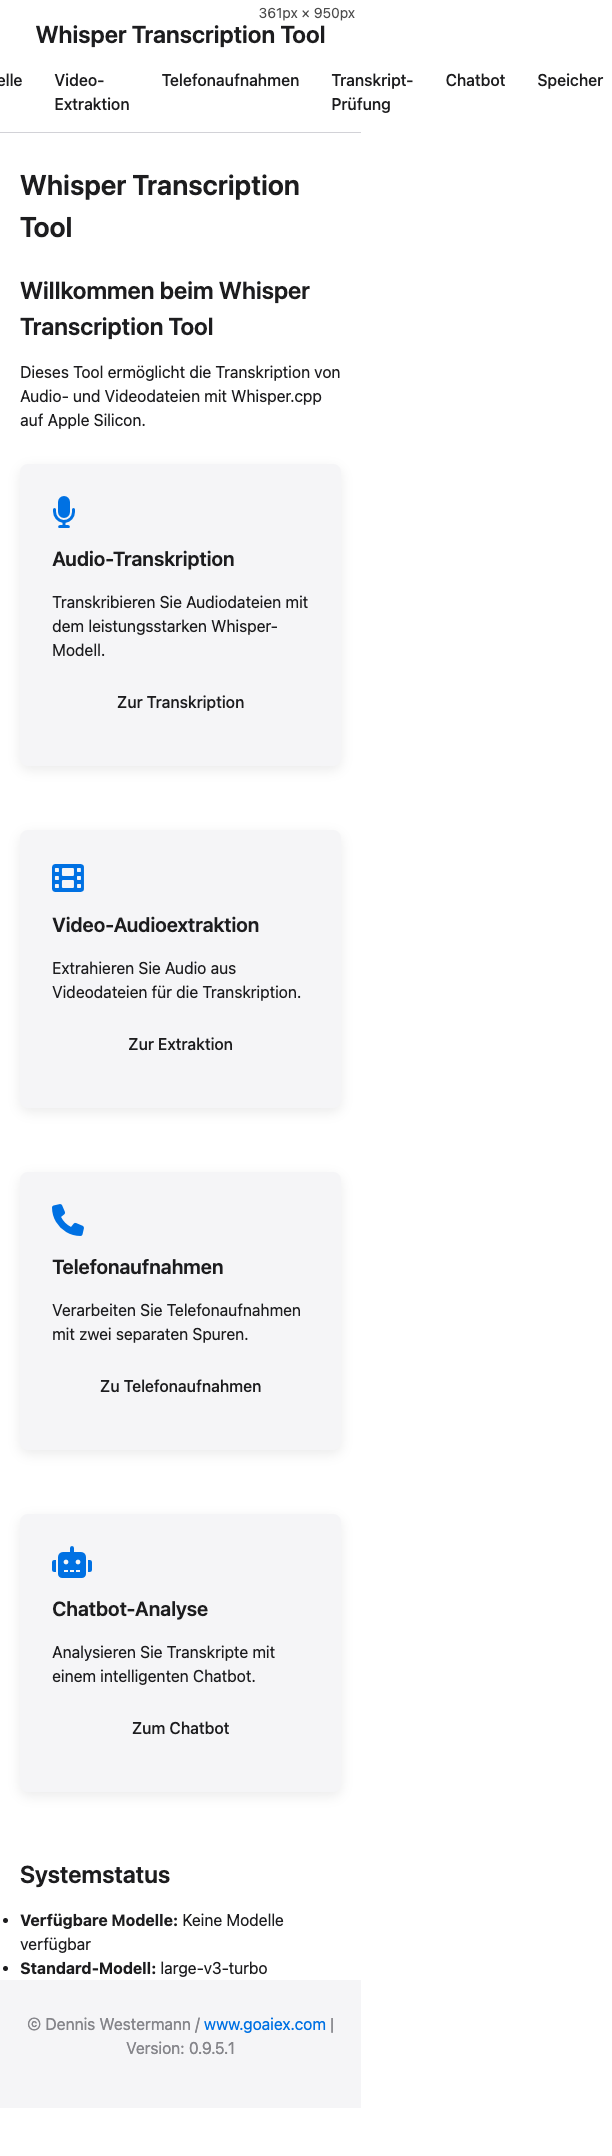 361px × 950px
Whisper Transcription Tool
elle
Video-
Extraktion
Telefonaufnahmen
Transkript-
Prüfung
Chatbot
Speicher
Whisper Transcription
Tool
Willkommen beim Whisper
Transcription Tool
Dieses Tool ermöglicht die Transkription von
Audio- und Videodateien mit Whisper.cpp
auf Apple Silicon.
Audio-Transkription
Transkribieren Sie Audiodateien mit
dem leistungsstarken Whisper-
Modell.
Zur Transkription
Video-Audioextraktion
Extrahieren Sie Audio aus
Videodateien für die Transkription.
Zur Extraktion
Telefonaufnahmen
Verarbeiten Sie Telefonaufnahmen
mit zwei separaten Spuren.
Zu Telefonaufnahmen
Chatbot-Analyse
Analysieren Sie Transkripte mit
einem intelligenten Chatbot.
Zum Chatbot
Systemstatus
• Verfügbare Modelle: Keine Modelle
verfügbar
• Standard-Modell: large-v3-turbo
© Dennis Westermann / www.goaiex.com |
Version: 0.9.5.1